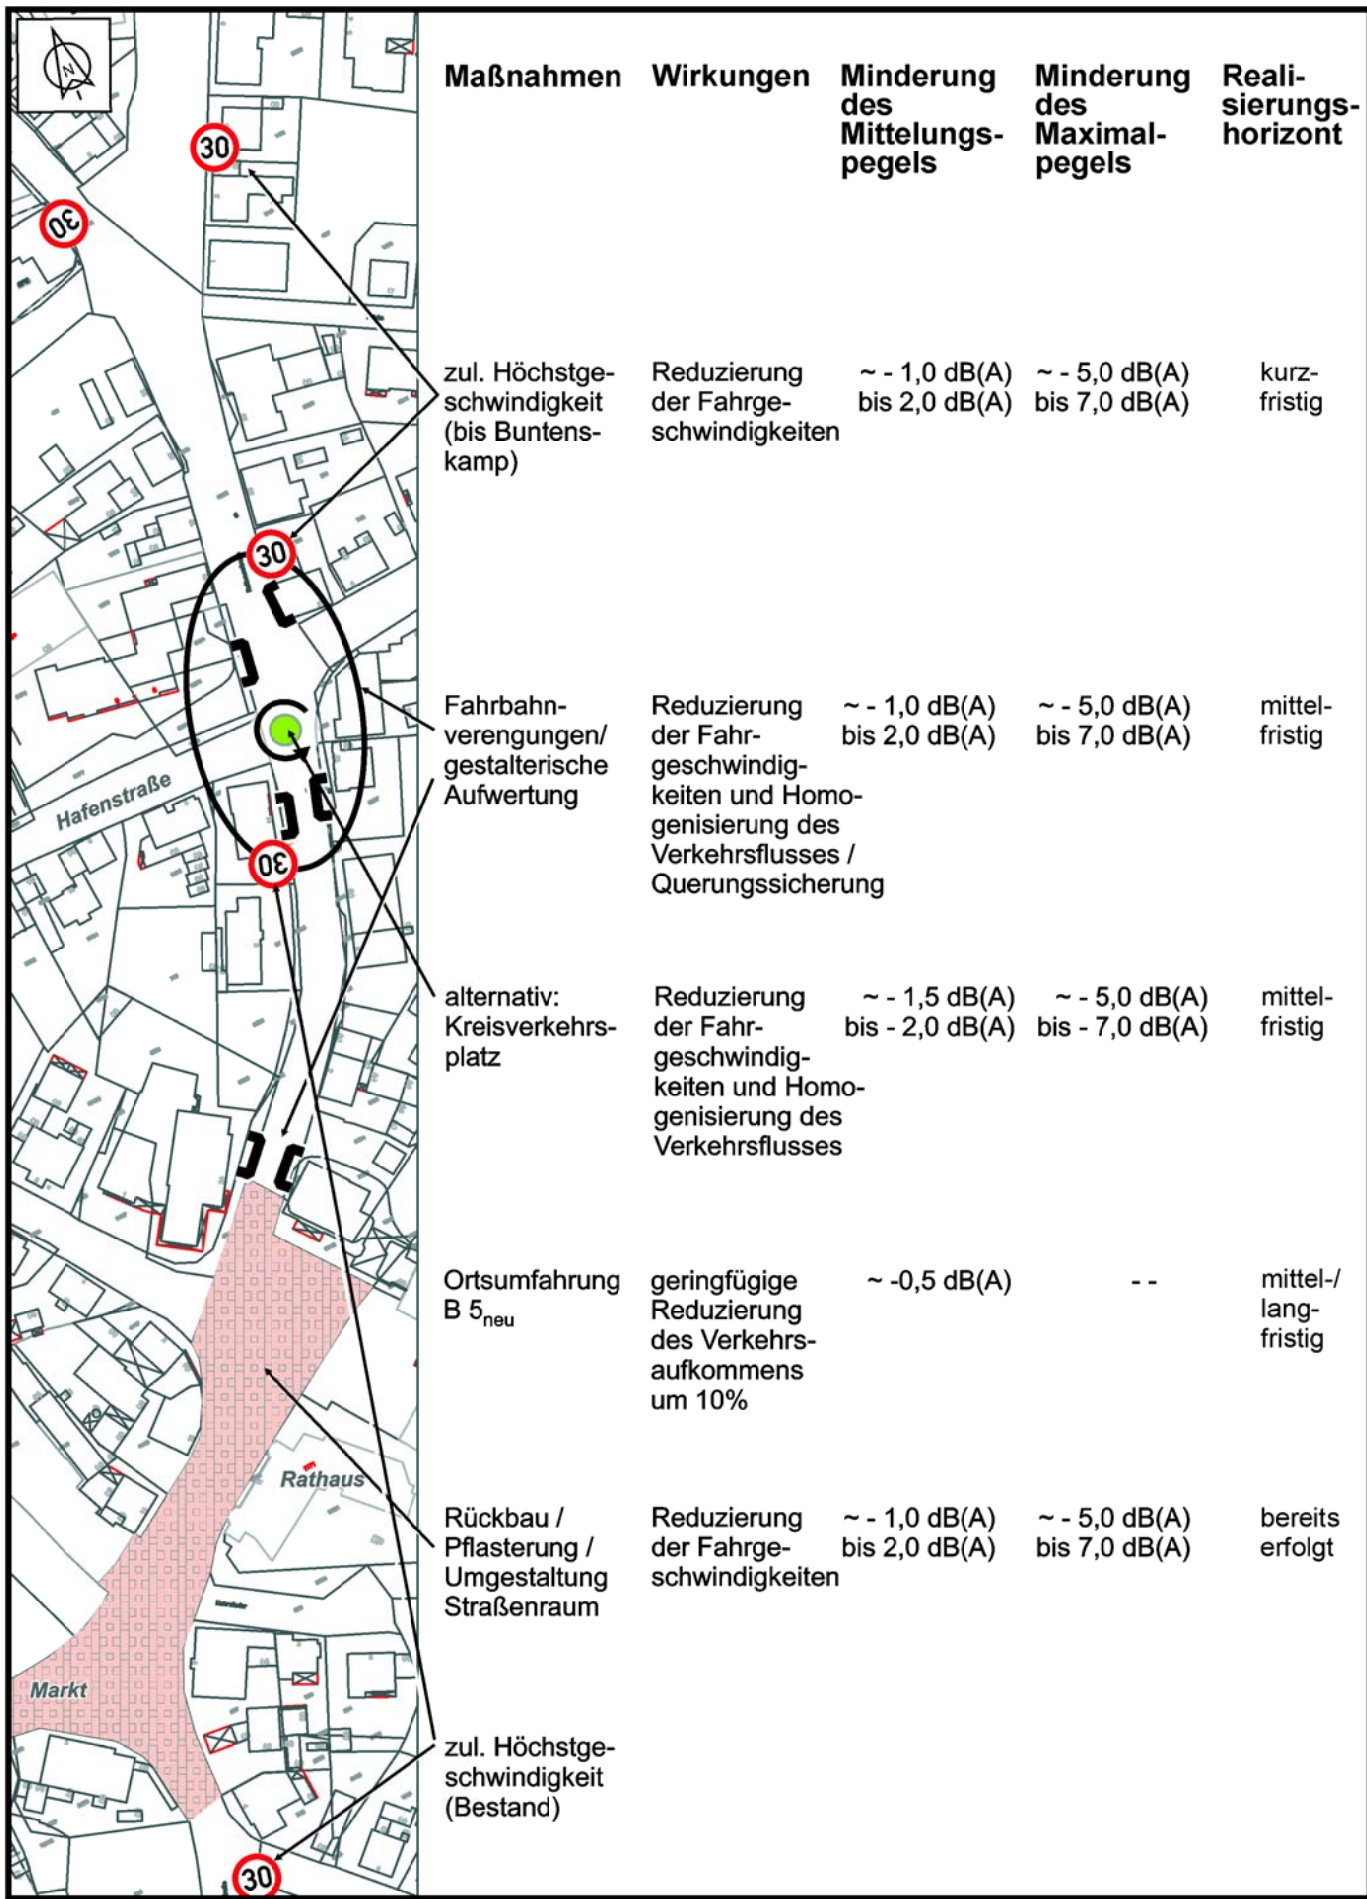 N
Maßnahmen
Wirkungen
Minderung
des
Mittelungs-
pegels
Minderung
des
Maximal-
pegels
Reali-
sierungs-
horizont
30
30
zul. Höchstge-
schwindigkeit
(bis Buntens-
kamp)
Reduzierung
der Fahrge-
schwindigkeiten
~ - 1,0 dB(A)
bis 2,0 dB(A)
~ - 5,0 dB(A)
bis 7,0 dB(A)
kurz-
fristig
30
Fahrbahn-
verengungen/
gestalterische
Aufwertung
Reduzierung
der Fahr-
geschwindig-
keiten und Homo-
genisierung des
Verkehrsflusses /
Querungssicherung
~ - 1,0 dB(A)
bis 2,0 dB(A)
~ - 5,0 dB(A)
bis 7,0 dB(A)
mittel-
fristig
Hafenstraße
30
alternativ:
Kreisverkehrs-
platz
Reduzierung
der Fahr-
geschwindig-
keiten und Homo-
genisierung des
Verkehrsflusses
~ - 1,5 dB(A)
bis - 2,0 dB(A)
~ - 5,0 dB(A)
bis - 7,0 dB(A)
mittel-
fristig
Ortsumfahrung
B 5neu
geringfügige
Reduzierung
des Verkehrs-
aufkommens
um 10%
~ -0,5 dB(A)
- -
mittel-/
lang-
fristig
Rathaus
Rückbau /
Pflasterung /
Umgestaltung
Straßenraum
Reduzierung
der Fahrge-
schwindigkeiten
~ - 1,0 dB(A)
bis 2,0 dB(A)
~ - 5,0 dB(A)
bis 7,0 dB(A)
bereits
erfolgt
Markt
zul. Höchstge-
schwindigkeit
(Bestand)
30